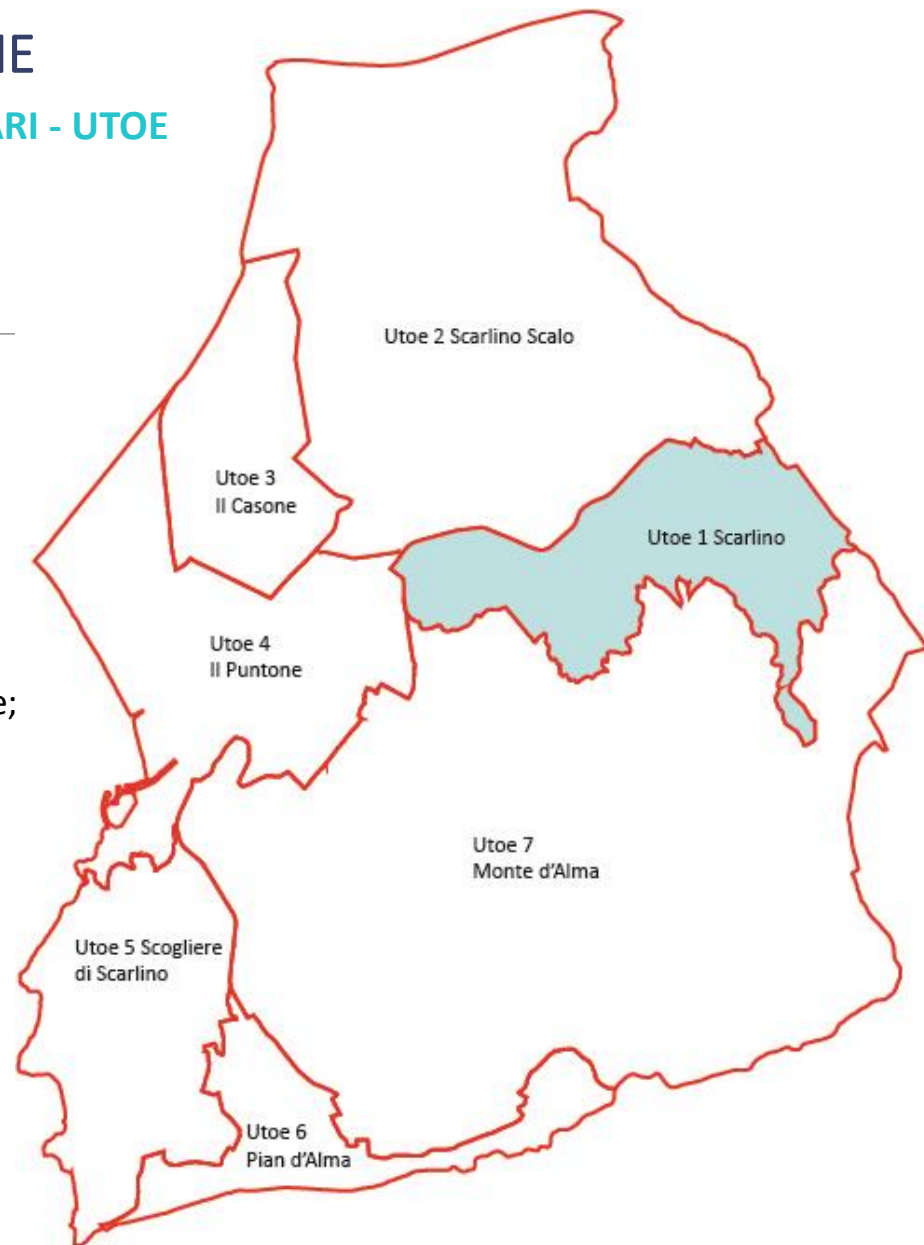 IE
ARI - UTOE
Utoe 2 Scarlino Scalo
Utoe 3
Il Casone
Utoe 1 Scarlino
Utoe 4
Il Puntone
e;
Utoe 7
Monte d'Alma
Utoe 5 Scogliere
di Scarlino
Utoe 6
Pian d'Alma